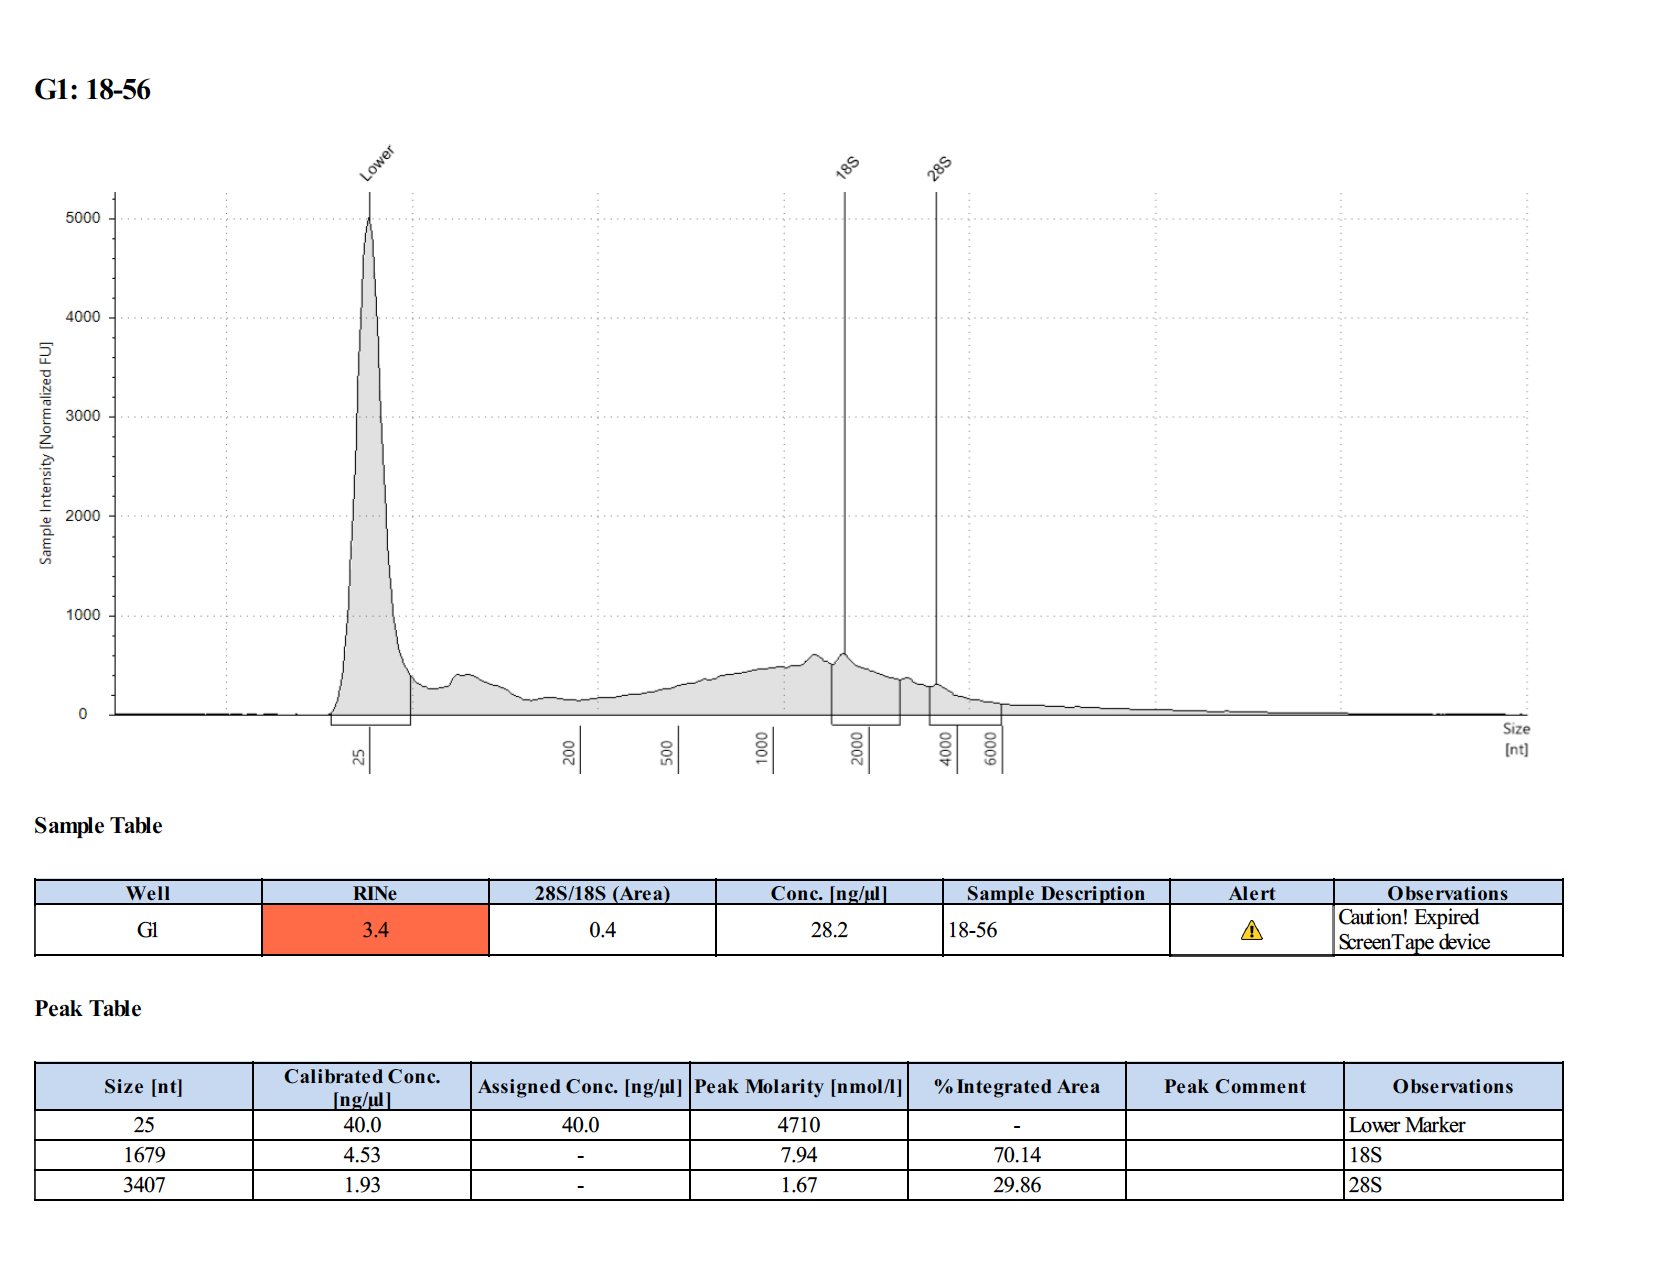 G1: 18-56
Lower
18S
28S
Sample Intensity [Normalized FU]
5000
4000
3000
2000
1000
0
25
200
500
1000
2000
4000
6000
Size
[nt]
Sample Table
Well RINe 28S/18S (Area) Conc. [ng/µl] Sample Description Alert Observations
G1 3.4 0.4 28.2 18-56 Caution! Expired
ScreenTape device
Peak Table
Size [nt] Calibrated Conc. [ng/µl] Assigned Conc. [ng/µl] Peak Molarity [nmol/l] % Integrated Area Peak Comment Observations
25 40.0 40.0 4710 - Lower Marker
1679 4.53 - 7.94 70.14 18S
3407 1.93 - 1.67 29.86 28S